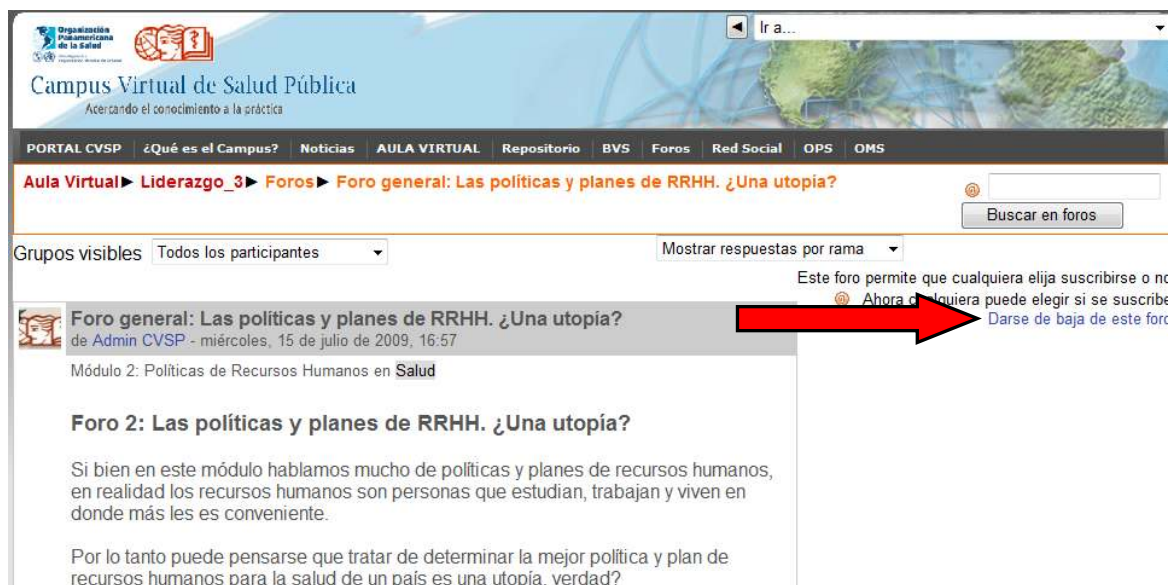 Organización
Panamericana
de la Salud
Ir a...
Campus Virtual de Salud Pública
Acercando el conocimiento a la práctica
PORTAL CVSP ¿Qué es el Campus? Noticias AULA VIRTUAL Repositorio BVS Foros Red Social OPS OMS
Aula Virtual► Liderazgo_3► Foros► Foro general: Las políticas y planes de RRHH. ¿Una utopía?
Buscar en foros
Grupos visibles Todos los participantes Mostrar respuestas por rama
Este foro permite que cualquiera elija suscribirse o no
Ahora cualquiera puede elegir si se suscribe
Darse de baja de este foro
Foro general: Las políticas y planes de RRHH. ¿Una utopía?
de Admin CVSP - miércoles, 15 de julio de 2009, 16:57
Módulo 2: Políticas de Recursos Humanos en Salud
Foro 2: Las políticas y planes de RRHH. ¿Una utopía?
Si bien en este módulo hablamos mucho de políticas y planes de recursos humanos,
en realidad los recursos humanos son personas que estudian, trabajan y viven en
donde más les es conveniente.
Por lo tanto puede pensarse que tratar de determinar la mejor política y plan de
recursos humanos para la salud de un país es una utopía, verdad?